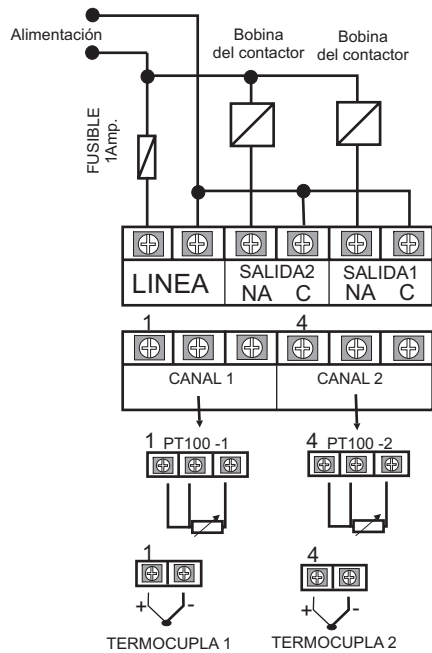 Alimentación
Bobina
del contactor
Bobina
del contactor
FUSIBLE
1Amp.
LINEA
SALIDA2
NA C
SALIDA1
NA C
1
4
CANAL 1
CANAL 2
1 PT100 -1
4 PT100 -2
1
+ -
TERMOCUPLA 1
4
+ -
TERMOCUPLA 2